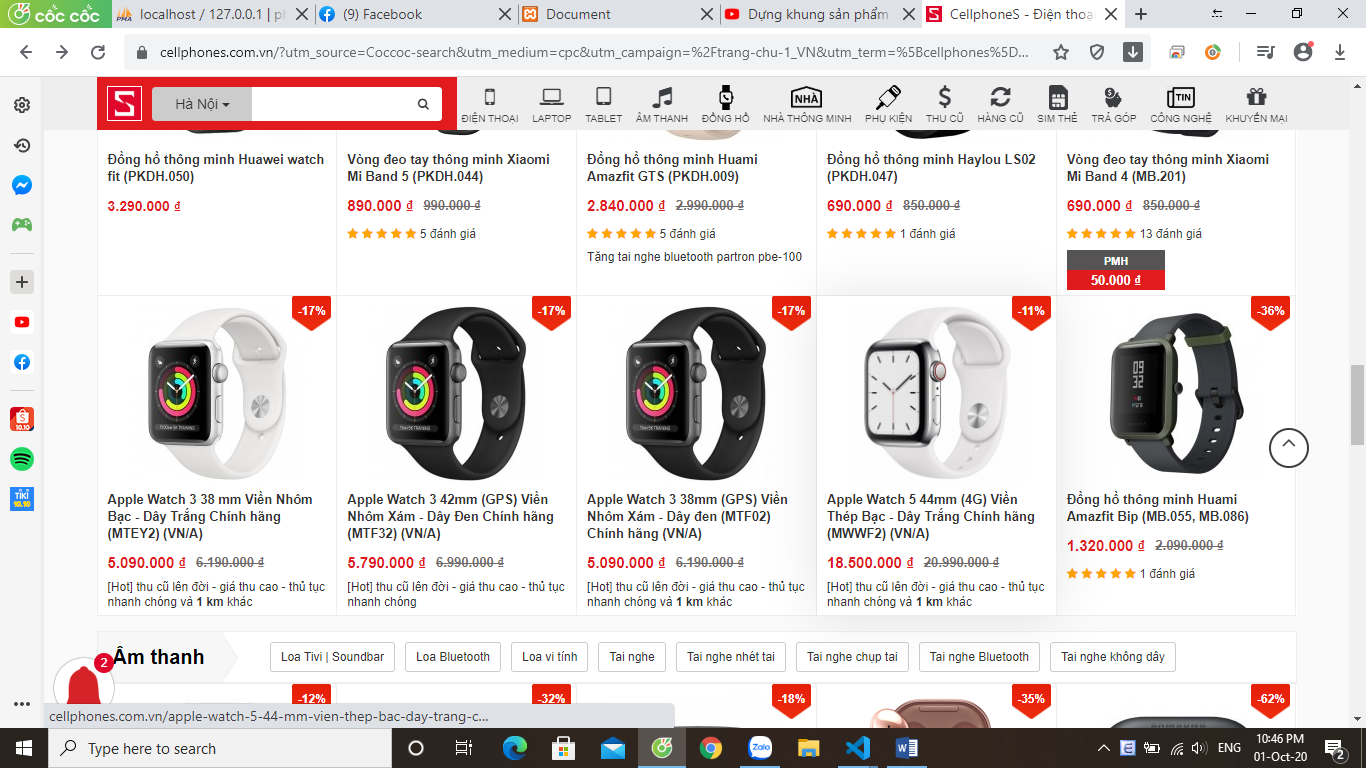 cốc cốc
localhost / 127.0.0.1 | ph
(9) Facebook
Document
Dựng khung sản phẩm
CellphoneS - Điện thoại
cellphones.com.vn/?utm_source=Coccoc-search&utm_medium=cpc&utm_campaign=%2Ftrang-chu-1_VN&utm_term=%5Bcellphones%5D...
Hà Nội
ĐIỆN THOẠI
LAPTOP
TABLET
ÂM THANH
ĐỒNG HỒ
NHÀ
NHÀ THÔNG MINH
PHỤ KIỆN
THU CŨ
HÀNG CŨ
SIM THẺ
TRẢ GÓP
TIN
CÔNG NGHỆ
KHUYẾN MẠI
Đồng hồ thông minh Huawei watch
fit (PKDH.050)
3.290.000 ₫
Vòng đeo tay thông minh Xiaomi
Mi Band 5 (PKDH.044)
890.000 ₫ 990.000 ₫
5 đánh giá
Đồng hồ thông minh Huami
Amazfit GTS (PKDH.009)
2.840.000 ₫ 2.990.000 ₫
5 đánh giá
Tặng tai nghe bluetooth partron pbe-100
Đồng hồ thông minh Haylou LS02
(PKDH.047)
690.000 ₫ 850.000 ₫
1 đánh giá
Vòng đeo tay thông minh Xiaomi
Mi Band 4 (MB.201)
690.000 ₫ 850.000 ₫
13 đánh giá
PMH
50.000 ₫
-17%
Apple Watch 3 38 mm Viền Nhôm
Bạc - Dây Trắng Chính hãng
(MTEY2) (VN/A)
5.090.000 ₫ 6.190.000 ₫
[Hot] thu cũ lên đời - giá thu cao - thủ tục
nhanh chóng và 1 km khác
-17%
Apple Watch 3 42mm (GPS) Viền
Nhôm Xám - Dây Đen Chính hãng
(MTF32) (VN/A)
5.790.000 ₫ 6.990.000 ₫
[Hot] thu cũ lên đời - giá thu cao - thủ tục
nhanh chóng
-17%
Apple Watch 3 38mm (GPS) Viền
Nhôm Xám - Dây đen (MTF02)
Chính hãng (VN/A)
5.090.000 ₫ 6.190.000 ₫
[Hot] thu cũ lên đời - giá thu cao - thủ tục
nhanh chóng và 1 km khác
-11%
Apple Watch 5 44mm (4G) Viền
Thép Bạc - Dây Trắng Chính hãng
(MWWF2) (VN/A)
18.500.000 ₫ 20.990.000 ₫
[Hot] thu cũ lên đời - giá thu cao - thủ tục
nhanh chóng và 1 km khác
-36%
09
32
Đồng hồ thông minh Huami
Amazfit Bip (MB.055, MB.086)
1.320.000 ₫ 2.090.000 ₫
1 đánh giá
2
Âm thanh
Loa Tivi | Soundbar
Loa Bluetooth
Loa vi tính
Tai nghe
Tai nghe nhét tai
Tai nghe chụp tai
Tai nghe Bluetooth
Tai nghe không dây
-12%
-32%
-18%
-35%
-62%
cellphones.com.vn/apple-watch-5-44-mm-vien-thep-bac-day-trang-c...
Type here to search
Zalo
ENG
10:46 PM
01-Oct-20
2